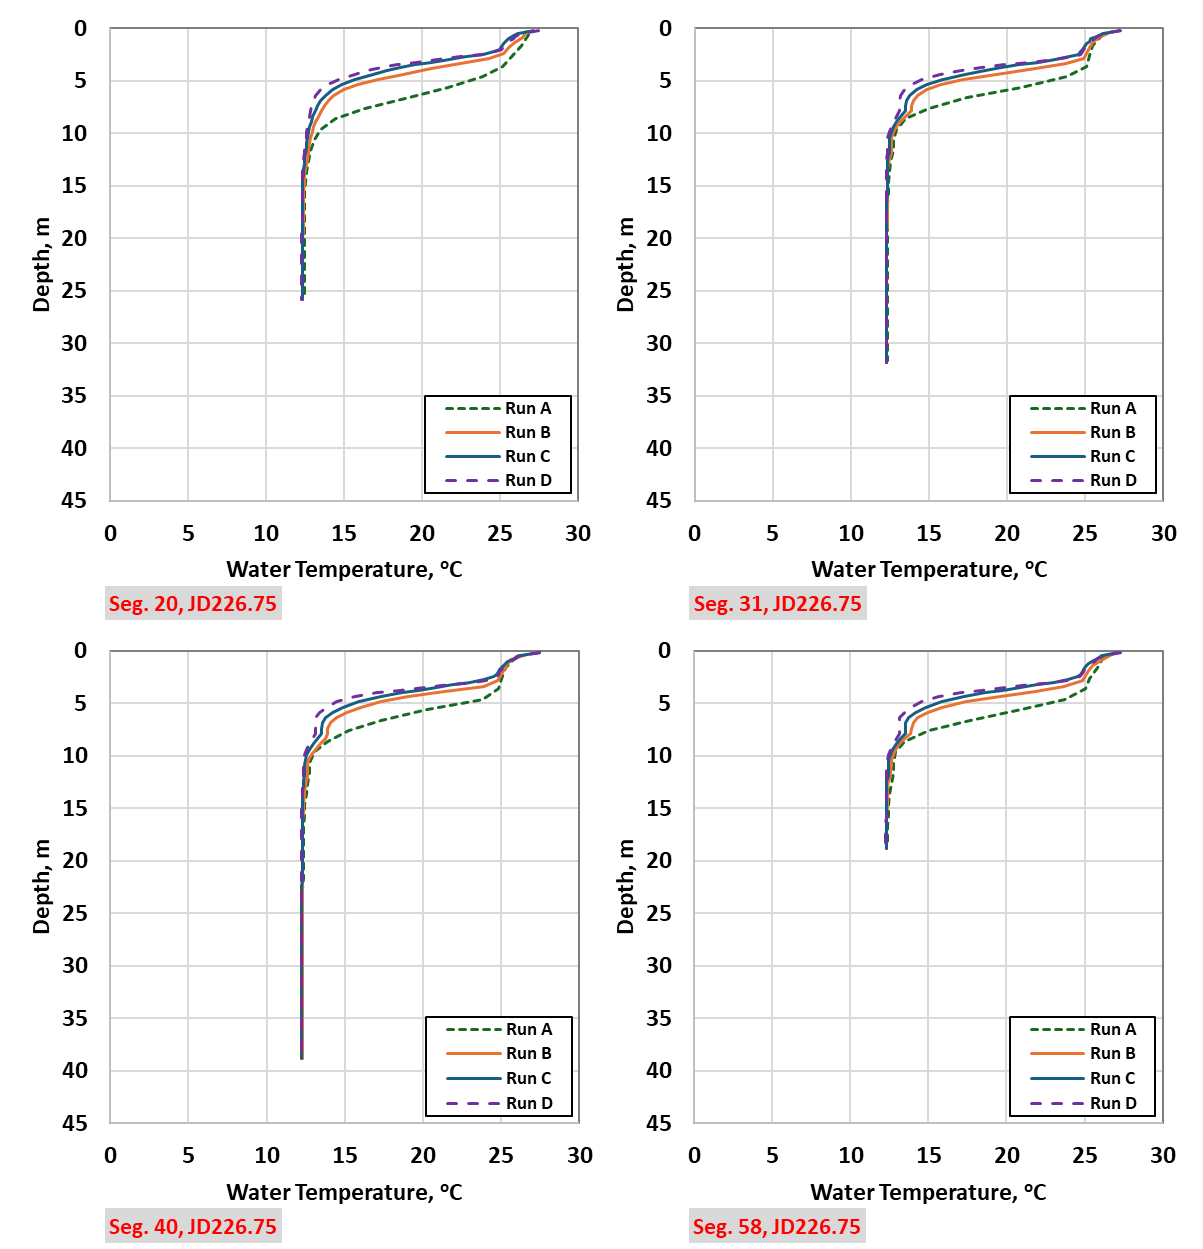 0
5
10
15
20
25
30
35
40
45
Depth, m
0 5 10 15 20 25 30
Water Temperature, °C
Run A
Run B
Run C
Run D
Seg. 20, JD226.75
0
5
10
15
20
25
30
35
40
45
Depth, m
0 5 10 15 20 25 30
Water Temperature, °C
Run A
Run B
Run C
Run D
Seg. 31, JD226.75
0
5
10
15
20
25
30
35
40
45
Depth, m
0 5 10 15 20 25 30
Water Temperature, °C
Run A
Run B
Run C
Run D
Seg. 40, JD226.75
0
5
10
15
20
25
30
35
40
45
Depth, m
0 5 10 15 20 25 30
Water Temperature, °C
Run A
Run B
Run C
Run D
Seg. 58, JD226.75